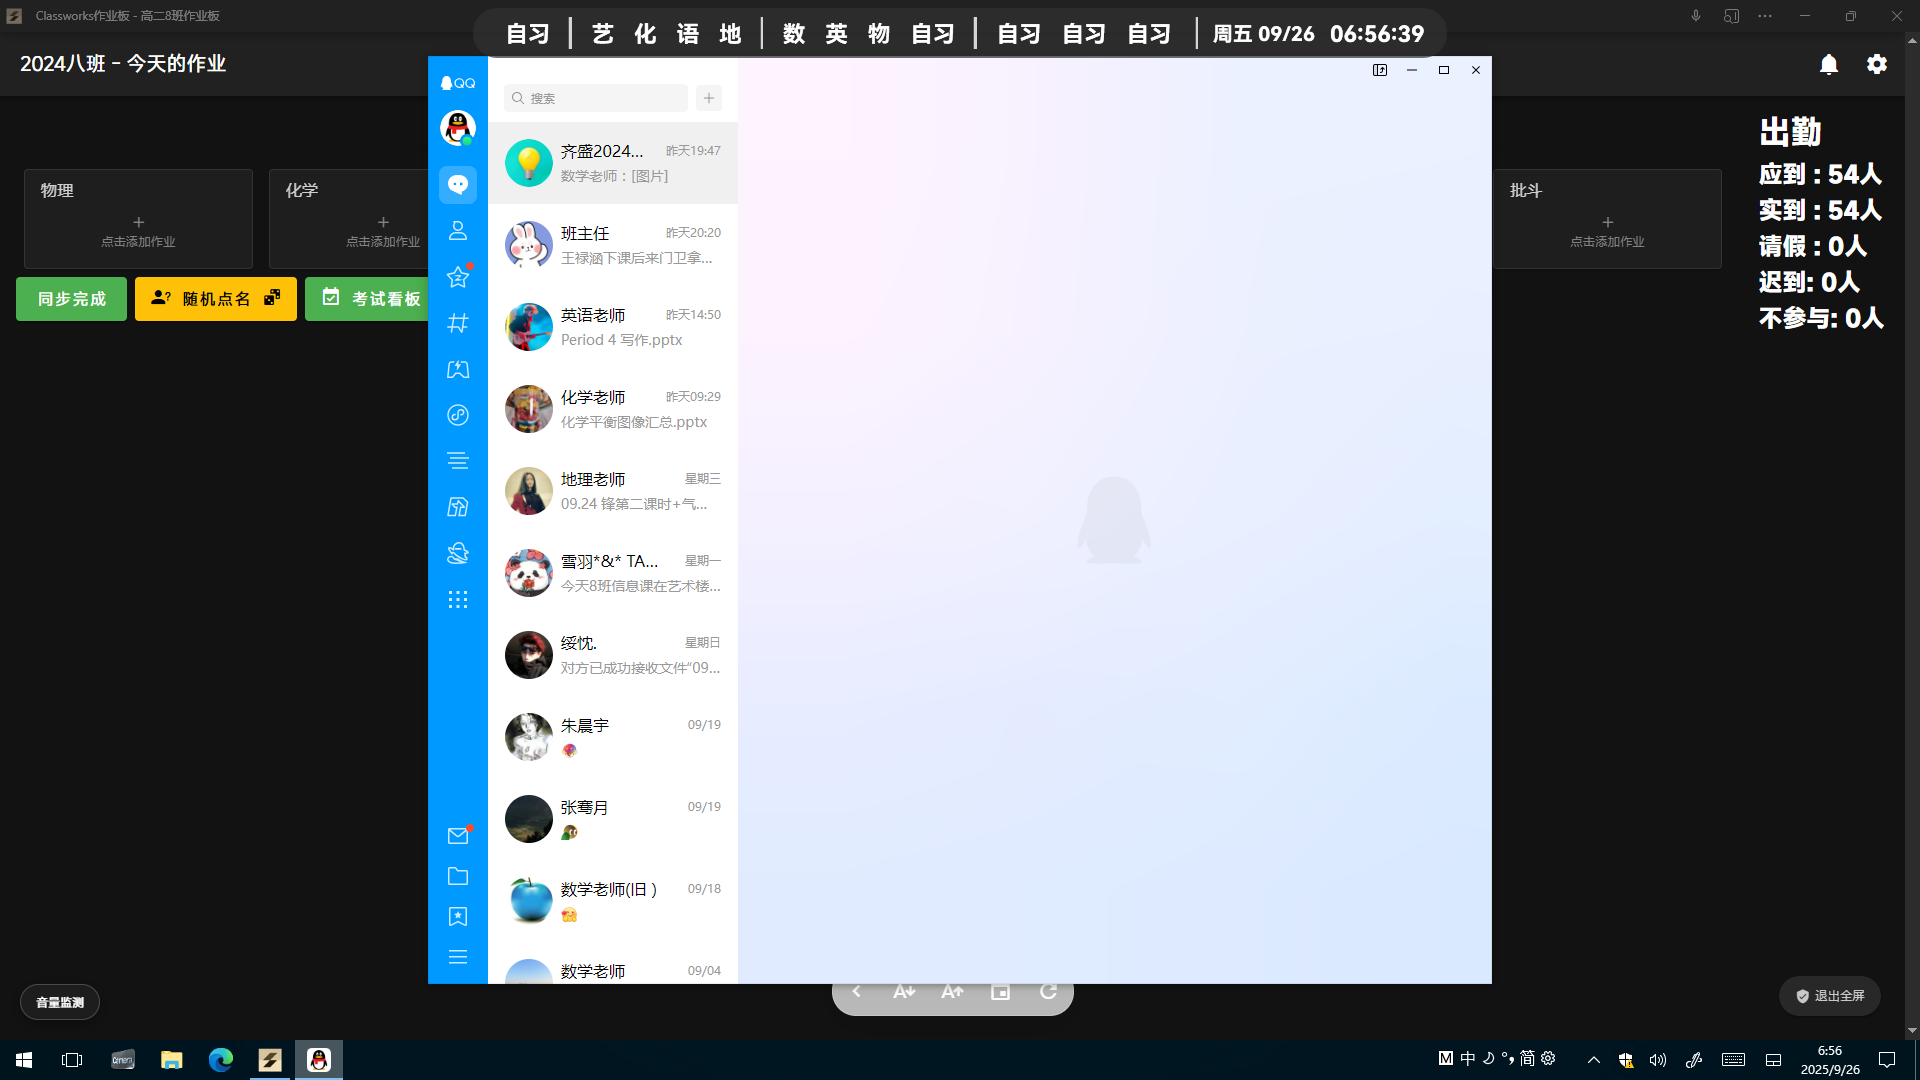 Classworks作业板 - 高二8班作业板
自习 | 艺 化 语 地 | 数 英 物 自习 | 自习 自习 自习 | 周五 09/26 06:56:39
2024八班 - 今天的作业
QQ
搜索
齐盛2024... 昨天19:47
数学老师：[图片]
班主任 昨天20:20
王禄涵下课后来门卫拿...
英语老师 昨天14:50
Period 4 写作.pptx
化学老师 昨天09:29
化学平衡图像汇总.pptx
地理老师 星期三
09.24 锋第二课时+气...
雪羽*&* TA... 星期一
今天8班信息课在艺术楼...
绥忱. 星期日
对方已成功接收文件“09...
朱晨宇 09/19
张骞月 09/19
数学老师(旧 ) 09/18
数学老师 09/04
物理
点击添加作业
化学
点击添加作业
批斗
点击添加作业
同步完成
随机点名
考试看板
出勤
应到 : 54人
实到 : 54人
请假 : 0人
迟到: 0人
不参与: 0人
音量监测
退出全屏
M 中 简
6:56
2025/9/26